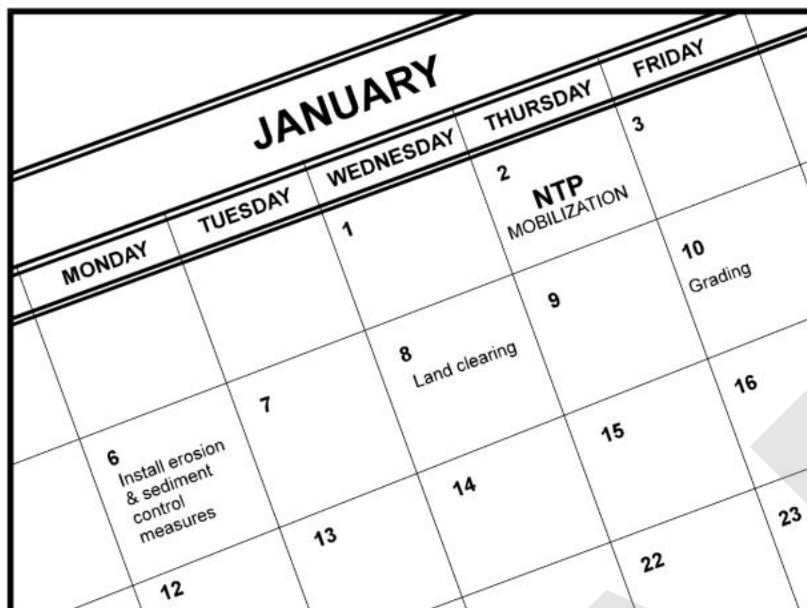 JANUARY
MONDAY TUESDAY WEDNESDAY THURSDAY FRIDAY
1
2
NTP
MOBILIZATION
3
6
Install erosion
& sediment
control
measures
7
8
Land clearing
9
10
Grading
12
13
14
15
16
22
23